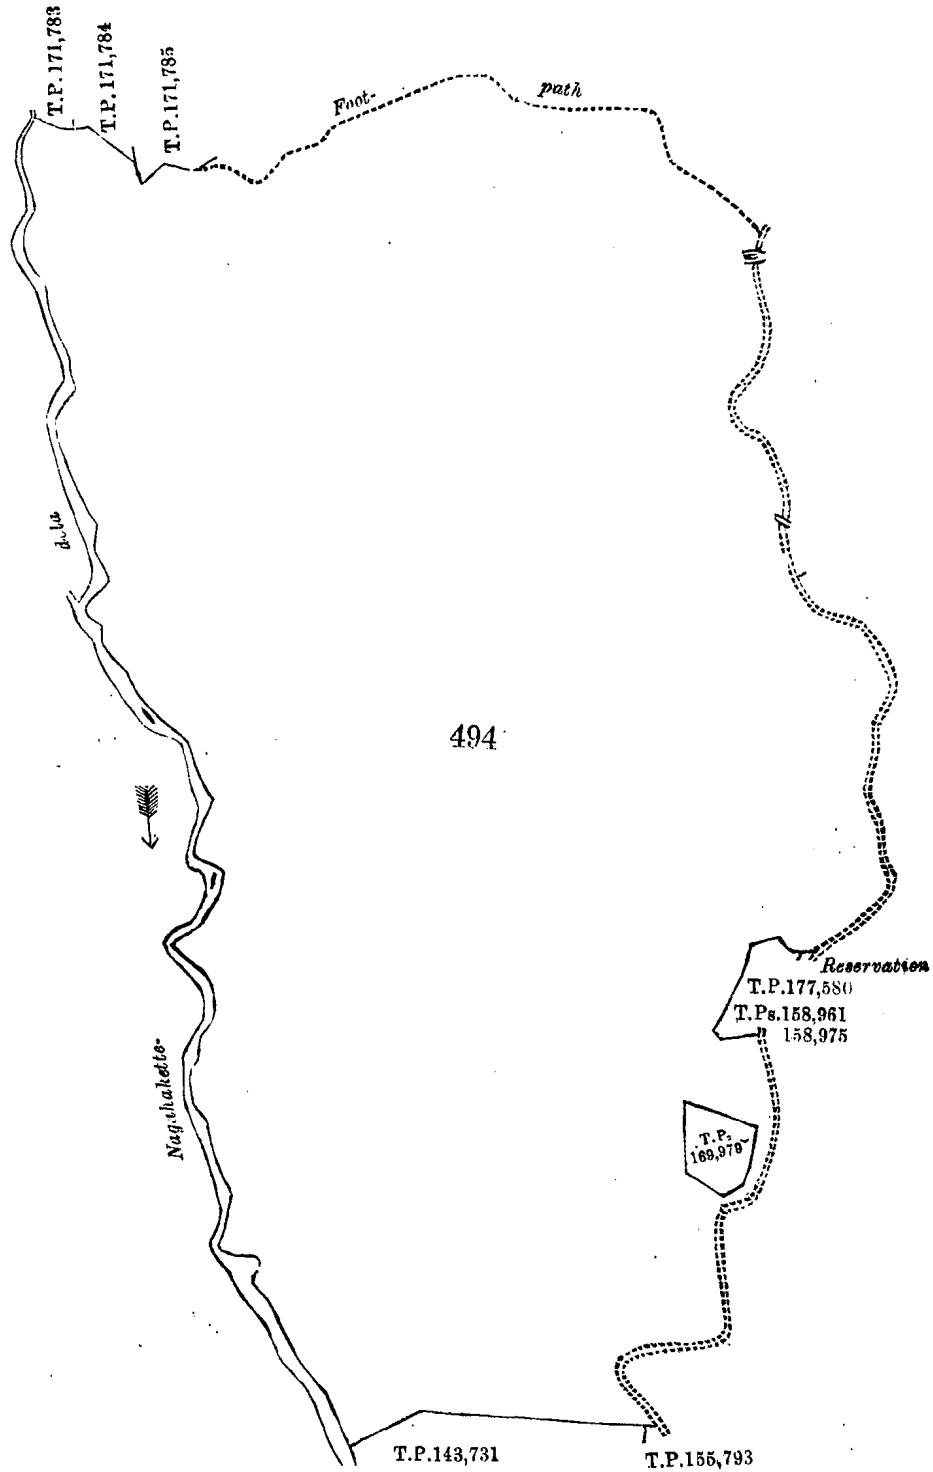 T.P. 171,783
T.P. 171,784
T.P. 171,785
Foot-
path
494
Reservation
T.P. 177,580
T.Ps. 158,961
158,975
T.P.
169,979
T.P. 143,731
T.P. 155,793